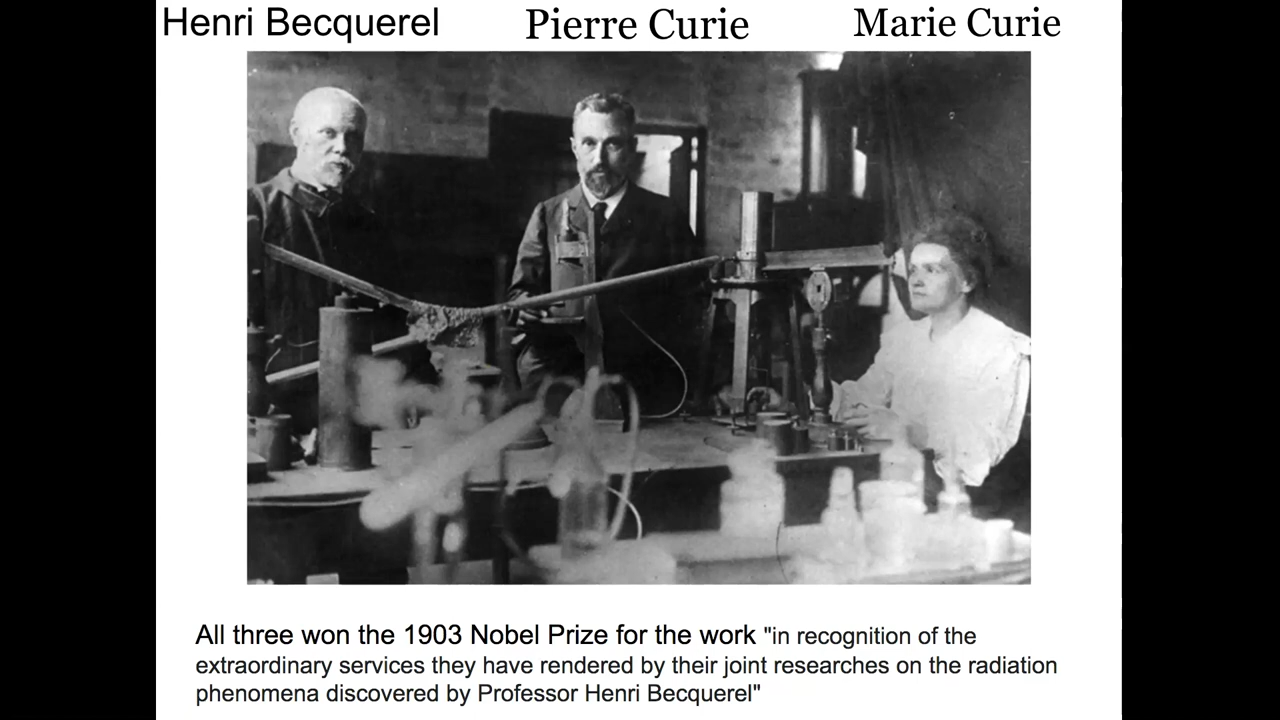 Henri Becquerel Pierre Curie Marie Curie
All three won the 1903 Nobel Prize for the work "in recognition of the
extraordinary services they have rendered by their joint researches on the radiation
phenomena discovered by Professor Henri Becquerel"